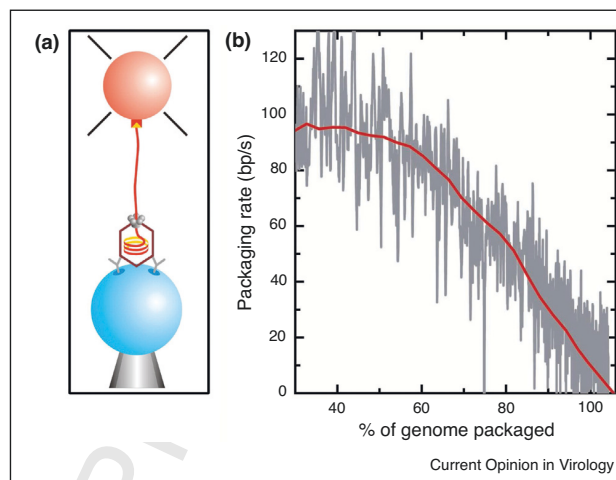 (a)
(b)
120
100
80
60
40
20
0
Packaging rate (bp/s)
40 60 80 100
% of genome packaged
Current Opinion in Virology